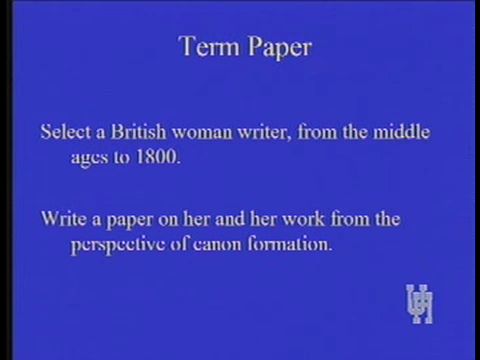 Term Paper
Select a British woman writer, from the middle
ages to 1800.
Write a paper on her and her work from the
perspective of canon formation.
UH